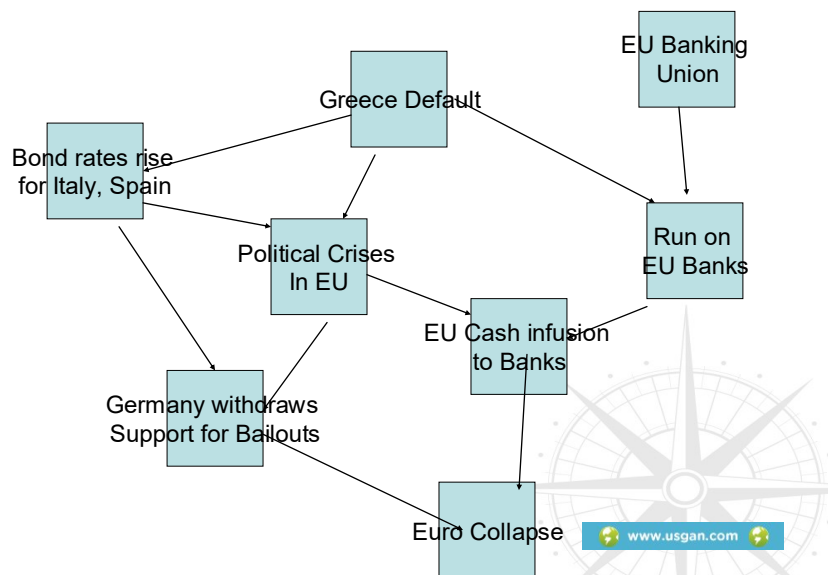 EU Banking
Union
Greece Default
Bond rates rise
for Italy, Spain
Political Crises
In EU
Run on
EU Banks
EU Cash infusion
to Banks
Germany withdraws
Support for Bailouts
Euro Collapse
www.usgan.com